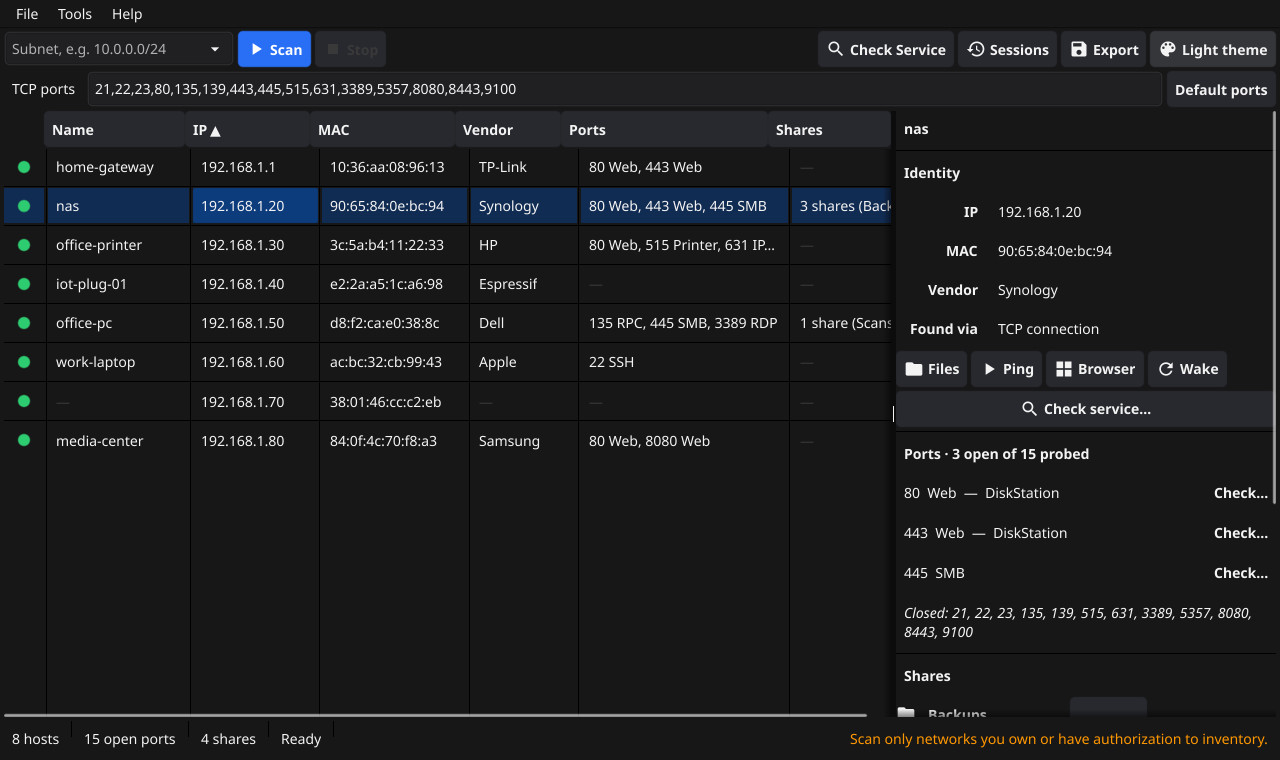 File Tools Help
Subnet, e.g. 10.0.0.0/24 Scan Stop Check Service Sessions Export Light theme
TCP ports 21,22,23,80,135,139,443,445,515,631,3389,5357,8080,8443,9100 Default ports
Name IP ▲ MAC Vendor Ports Shares
home-gateway 192.168.1.1 10:36:aa:08:96:13 TP-Link 80 Web, 443 Web —
nas 192.168.1.20 90:65:84:0e:bc:94 Synology 80 Web, 443 Web, 445 SMB 3 shares (Back
office-printer 192.168.1.30 3c:5a:b4:11:22:33 HP 80 Web, 515 Printer, 631 IP... —
iot-plug-01 192.168.1.40 e2:2a:a5:1c:a6:98 Espressif — —
office-pc 192.168.1.50 d8:f2:ca:e0:38:8c Dell 135 RPC, 445 SMB, 3389 RDP 1 share (Scans
work-laptop 192.168.1.60 ac:bc:32:cb:99:43 Apple 22 SSH —
— 192.168.1.70 38:01:46:cc:c2:eb — — —
media-center 192.168.1.80 84:0f:4c:70:f8:a3 Samsung 80 Web, 8080 Web —
nas
Identity
IP 192.168.1.20
MAC 90:65:84:0e:bc:94
Vendor Synology
Found via TCP connection
Files Ping Browser Wake
Check service...
Ports · 3 open of 15 probed
80 Web — DiskStation Check...
443 Web — DiskStation Check...
445 SMB Check...
Closed: 21, 22, 23, 135, 139, 515, 631, 3389, 5357, 8080,
8443, 9100
Shares
Backups
8 hosts 15 open ports 4 shares Ready Scan only networks you own or have authorization to inventory.